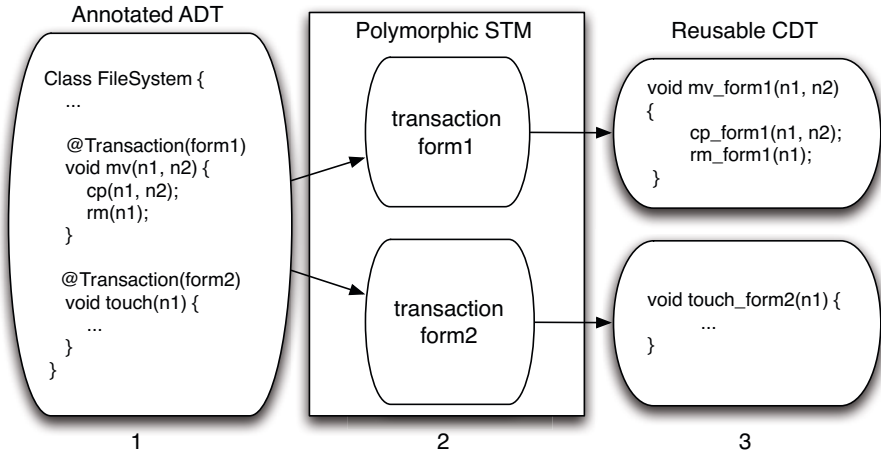 Annotated ADT
Class FileSystem {
...
@Transaction(form1)
void mv(n1, n2) {
cp(n1, n2);
rm(n1);
}
@Transaction(form2)
void touch(n1) {
...
}
}
1
Polymorphic STM
transaction
form1
transaction
form2
2
Reusable CDT
void mv_form1(n1, n2)
{
cp_form1(n1, n2);
rm_form1(n1);
}
void touch_form2(n1) {
...
}
3